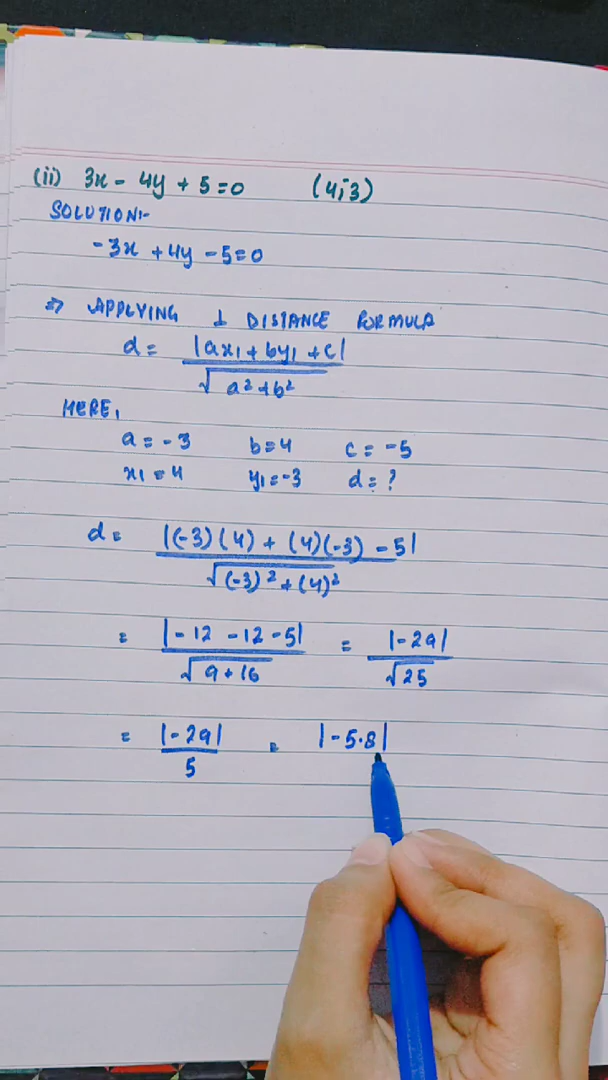 (ii) 3x - 4y + 5 = 0 (4, -3)
SOLUTION:-
-3x + 4y - 5 = 0
⇒ APPLYING ⊥ DISTANCE FORMULA
d = |ax₁ + by₁ + c| / √(a² + b²)
HERE,
a = -3 b = 4 c = -5
x₁ = 4 y₁ = -3 d = ?
d = |(-3)(4) + (4)(-3) - 5| / √((-3)² + (4)²)
= |-12 -12 -5| / √(9 + 16) = |-29| / √25
= |-29| / 5 = |-5.8|